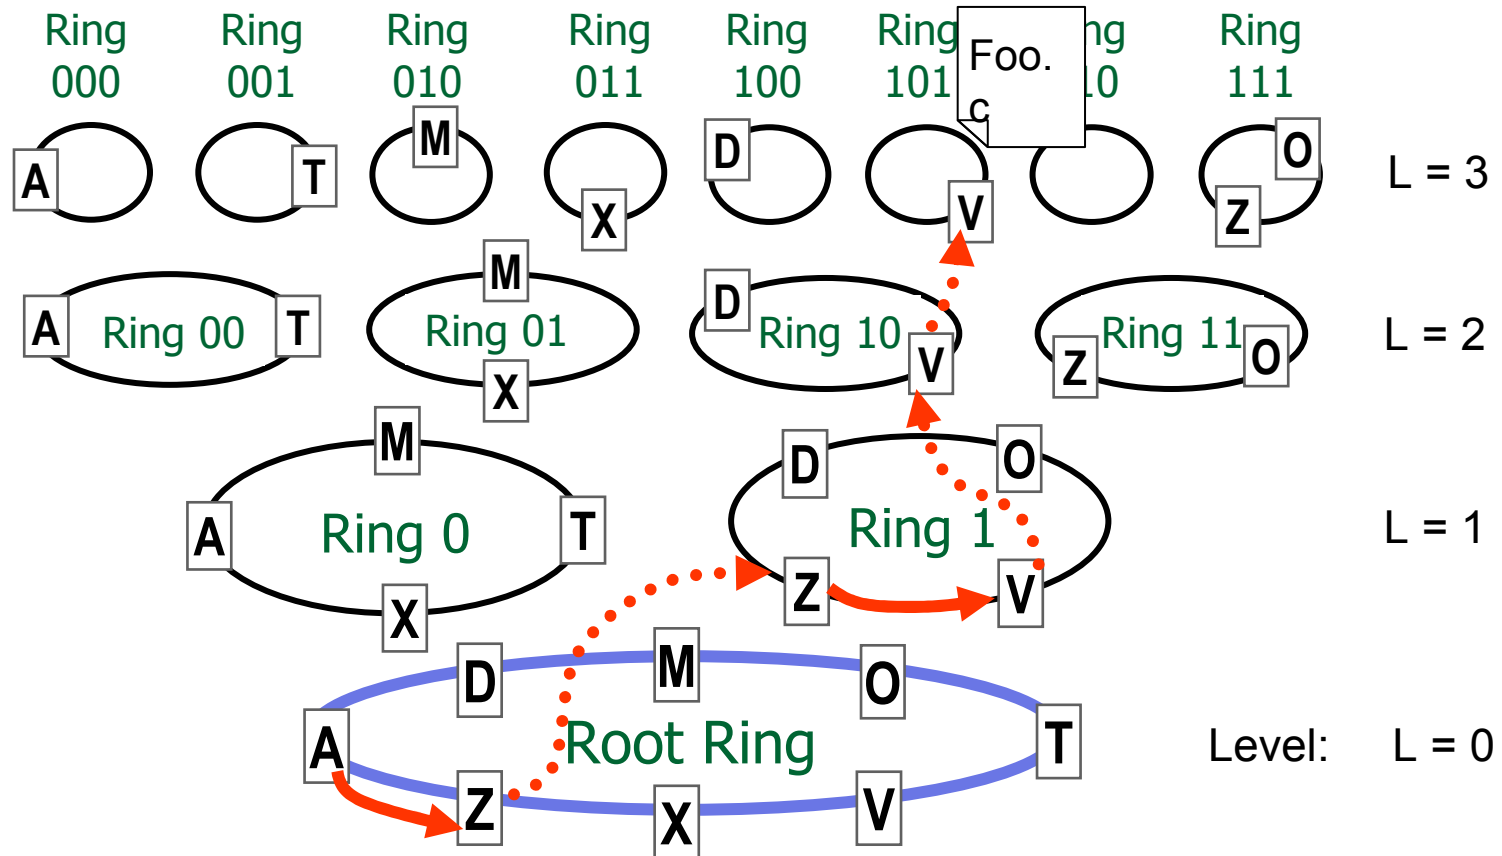 Ring Ring Ring Ring Ring Ring ng Ring
000 001 010 011 100 101 10 111
Foo.
c
A T M X D V Z O L = 3
A Ring 00 T M Ring 01 X D Ring 10 V Z Ring 11 O L = 2
M D O
A Ring 0 T Ring 1 L = 1
X Z V
D M O
A Root Ring T Level: L = 0
Z X V